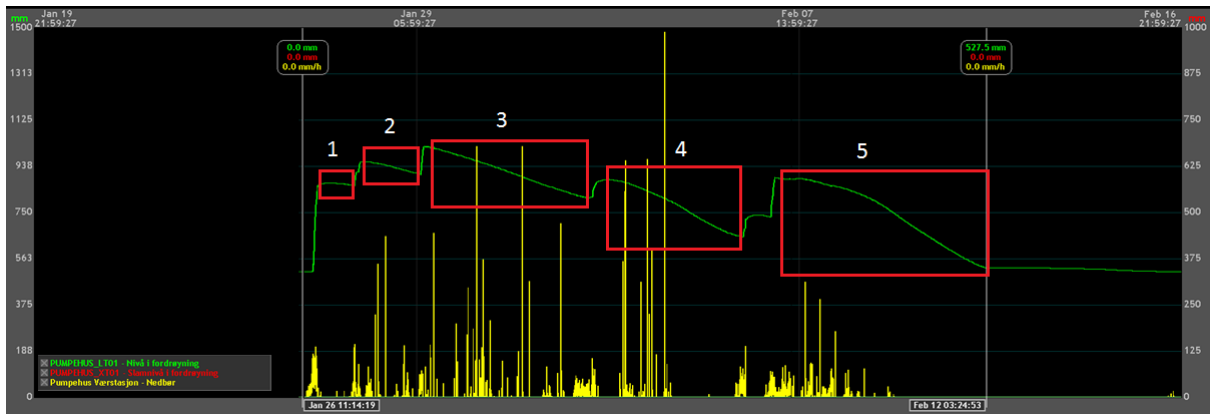 Jan 19
Jan 29
Feb 07
Feb 16
mm
21:59:27
05:59:27
13:59:27
21:59:27
mm
1500
1000
0.0 mm
0.0 mm
0.0 mm/h
527.5 mm
0.0 mm
0.0 mm/h
1313
875
1125
750
1
2
3
4
5
938
625
750
500
563
375
375
250
188
125
PUMPEHUS_LT01 - Nivå i fordrøyning
PUMPEHUS_XT01 - Slamnivå i fordrøyning
Pumpehus Værstasjon - Nedbør
0
0
Jan 26 11:14:19
Feb 12 03:24:53